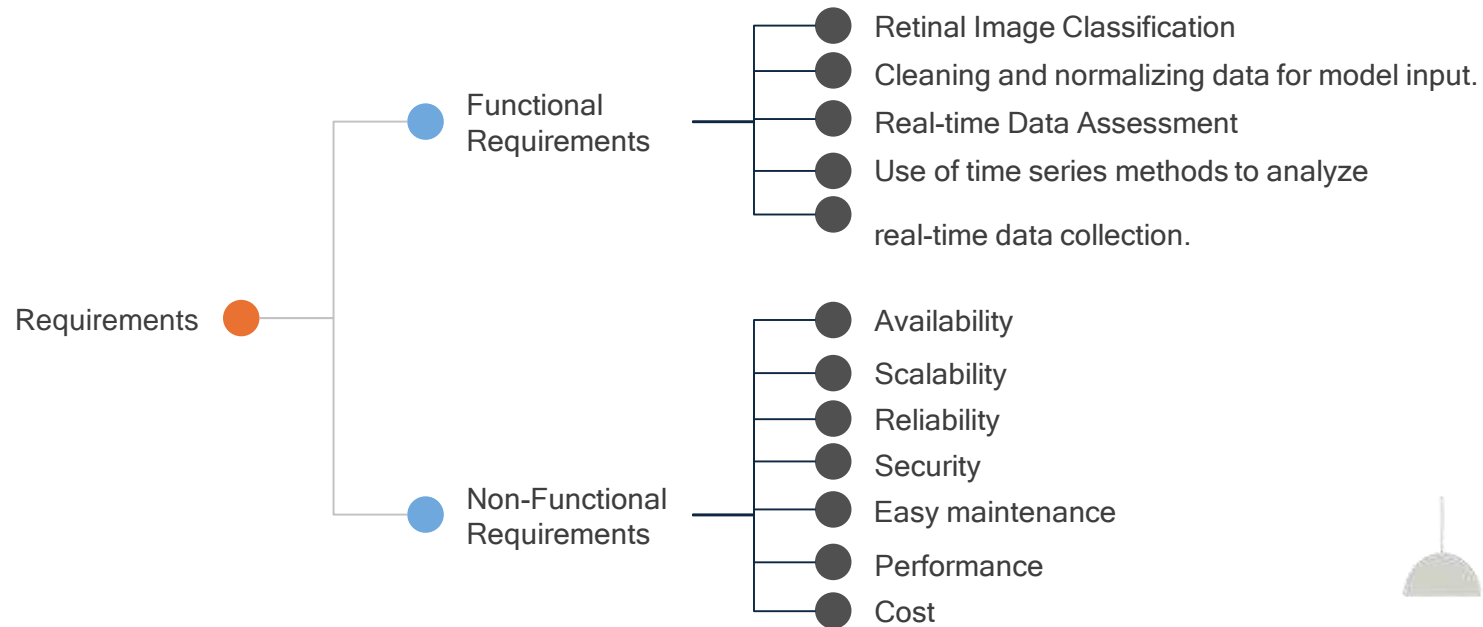 Requirements
Functional
Requirements
Retinal Image Classification
Cleaning and normalizing data for model input.
Real-time Data Assessment
Use of time series methods to analyze
real-time data collection.
Non-Functional
Requirements
Availability
Scalability
Reliability
Security
Easy maintenance
Performance
Cost